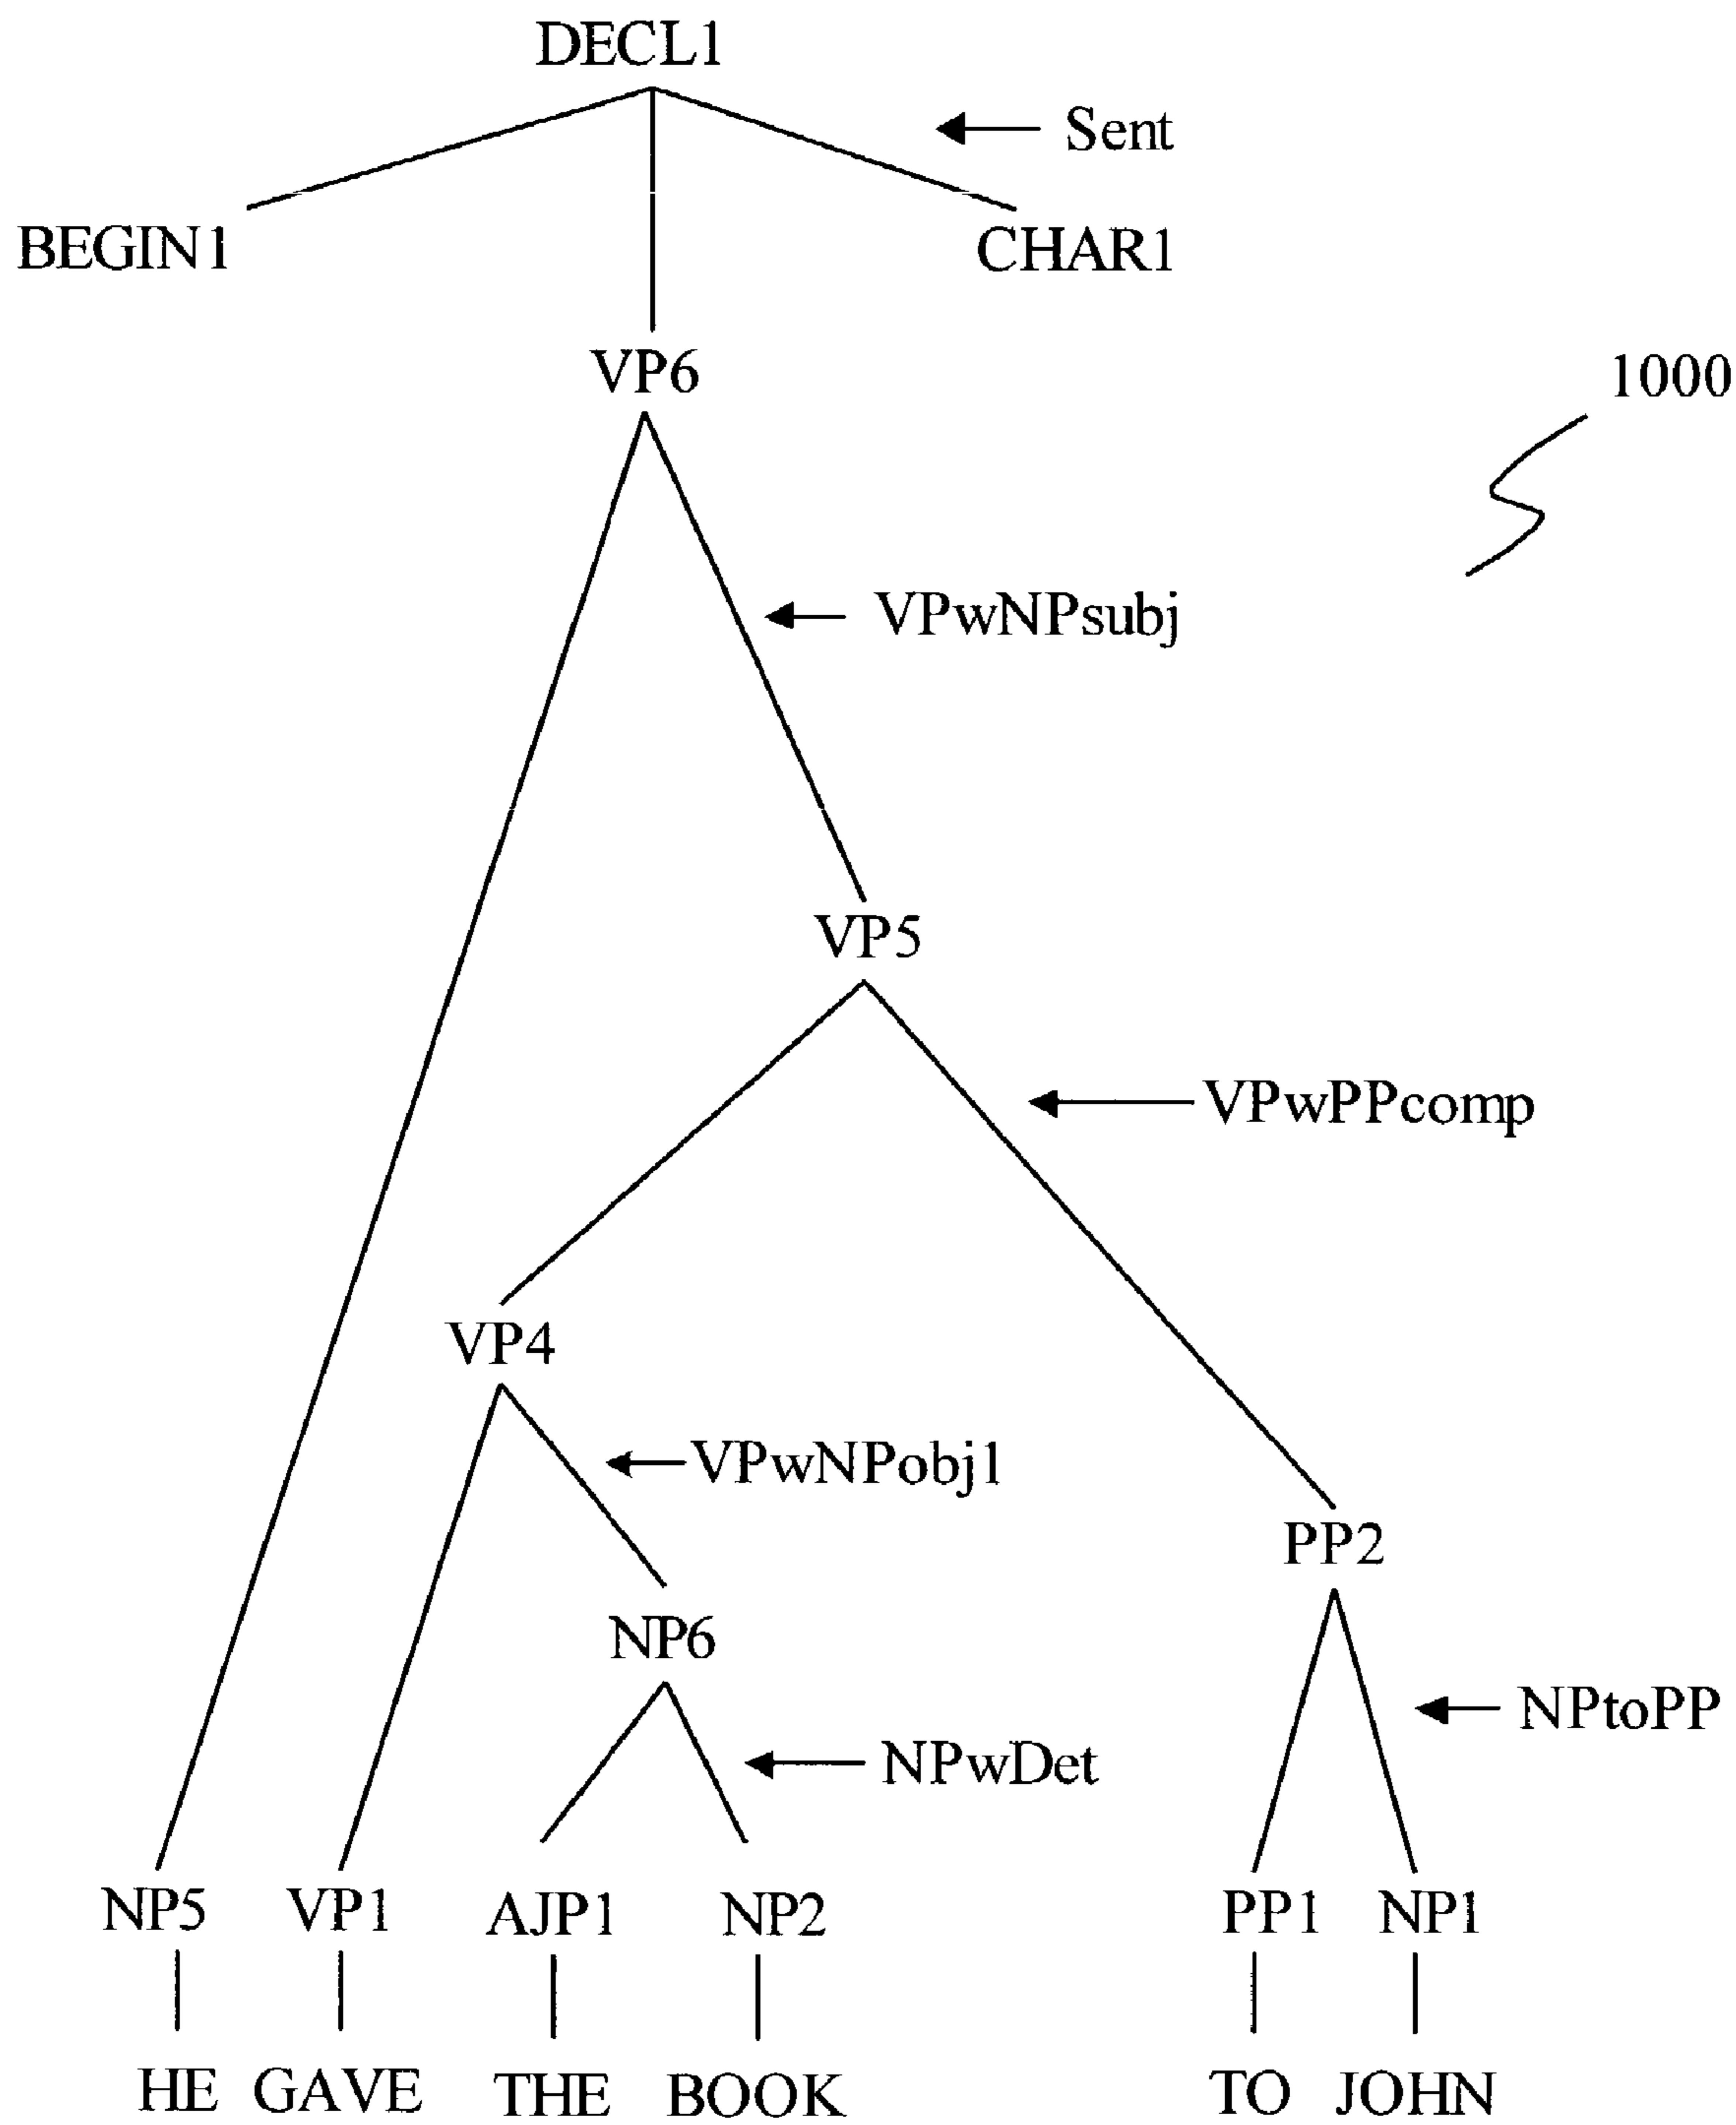 DECL1
Sent
BEGIN1
CHAR1
VP6
1000
VPwNPsubj
VP5
VPwPPcomp
VP4
VPwNPobj1
PP2
NP6
NPtoPP
NPwDet
NP5 VP1 AJP1 NP2 PP1 NP1
HE GAVE THE BOOK TO JOHN